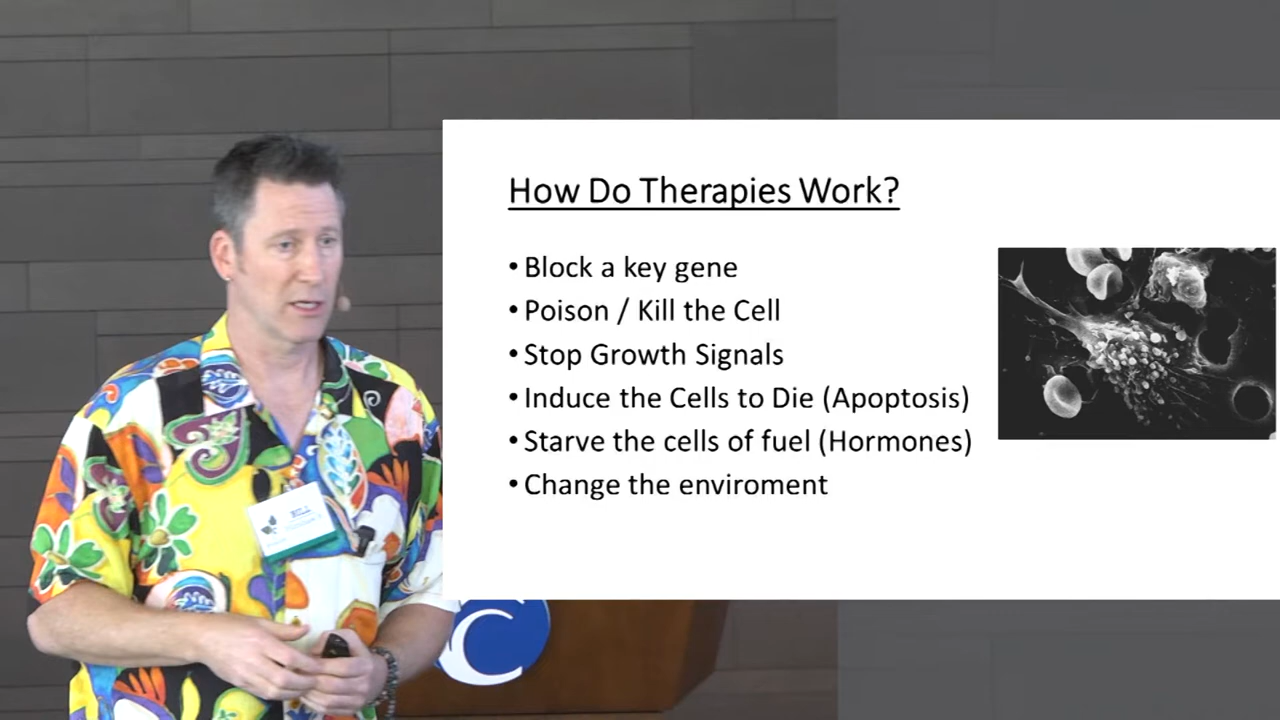 How Do Therapies Work?
• Block a key gene
• Poison / Kill the Cell
• Stop Growth Signals
• Induce the Cells to Die (Apoptosis)
• Starve the cells of fuel (Hormones)
• Change the enviroment
BILL